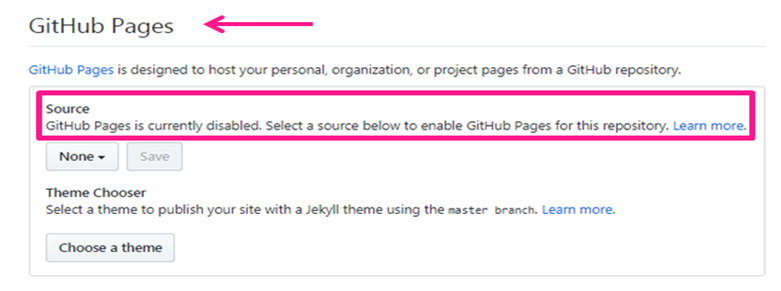 GitHub Pages
GitHub Pages is designed to host your personal, organization, or project pages from a GitHub repository.
Source
GitHub Pages is currently disabled. Select a source below to enable GitHub Pages for this repository. Learn more.
None Save
Theme Chooser
Select a theme to publish your site with a Jekyll theme using the master branch. Learn more.
Choose a theme